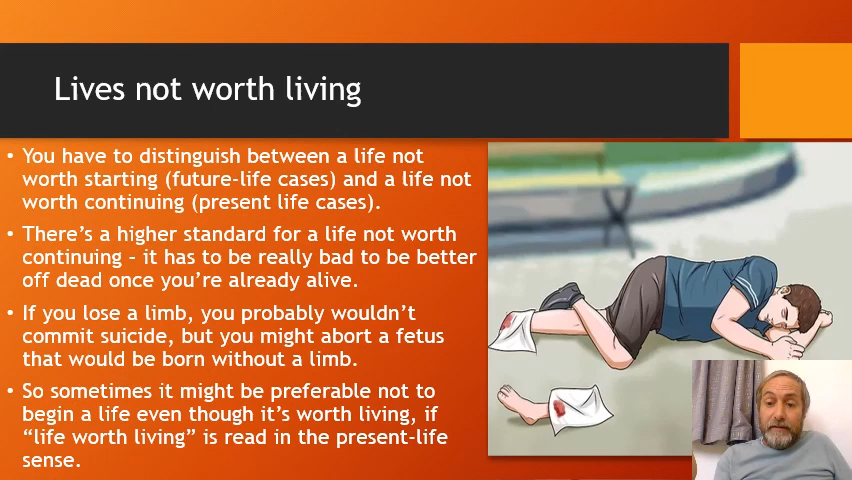 Lives not worth living
• You have to distinguish between a life not
worth starting (future-life cases) and a life not
worth continuing (present life cases).
• There's a higher standard for a life not worth
continuing – it has to be really bad to be better
off dead once you're already alive.
• If you lose a limb, you probably wouldn't
commit suicide, but you might abort a fetus
that would be born without a limb.
• So sometimes it might be preferable not to
begin a life even though it's worth living, if
“life worth living” is read in the present-life
sense.